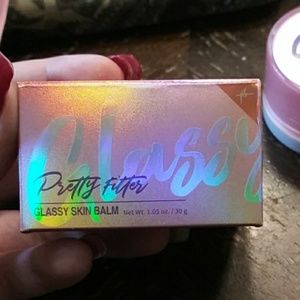 Glassy
Pretty Filter
GLASSY SKIN BALM Net Wt. 1.05 oz. / 30 g